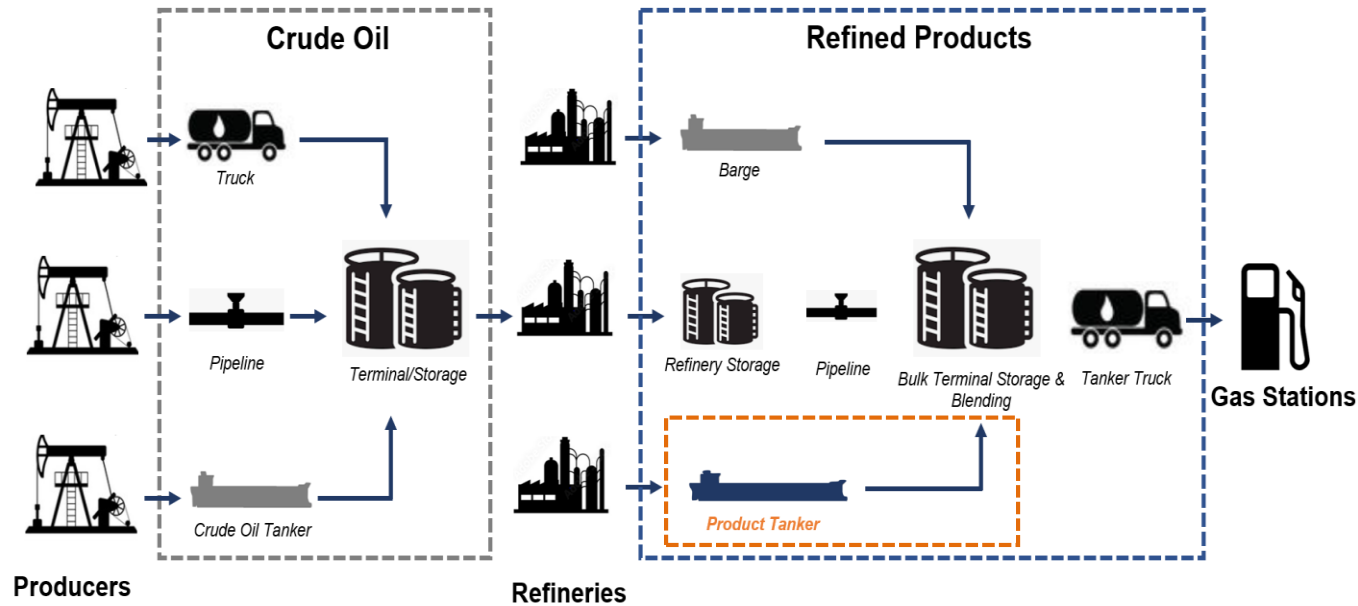 Crude Oil
Refined Products
Truck
Barge
Pipeline
Terminal/Storage
Refinery Storage
Pipeline
Bulk Terminal Storage &
Blending
Tanker Truck
Gas Stations
Crude Oil Tanker
Product Tanker
Producers
Refineries